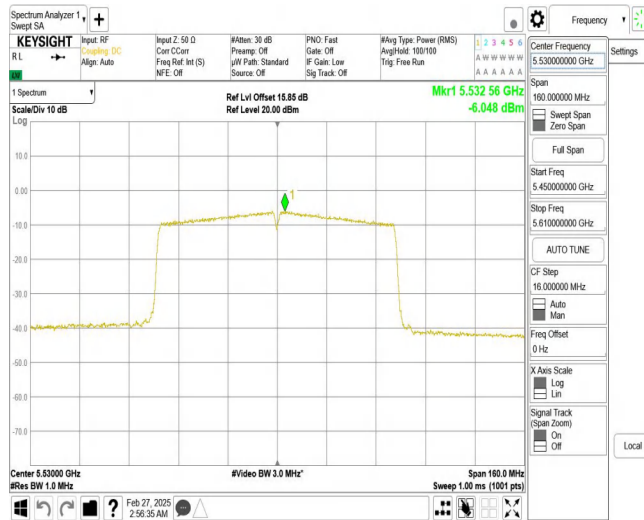 Spectrum Analyzer 1
Swept SA
Frequency
KEYSIGHT
Input: RF
Input Z: 50 Ω
#Atten: 30 dB
PNO: Fast
#Avg Type: Power (RMS)
1 2 3 4 5 6
RL
Coupling: DC
Corr CCorr
Preamp: Off
Gate: Off
Avg|Hold: 100/100
A W W W W W
Align: Auto
Freq Ref: Int (S)
µW Path: Standard
IF Gain: Low
Trig: Free Run
NFE: Off
Source: Off
Sig Track: Off
A A A A A A
Center Frequency
5.530000000 GHz
Settings
Span
160.000000 MHz
Swept Span
Zero Span
Full Span
Start Freq
5.450000000 GHz
Stop Freq
5.610000000 GHz
AUTO TUNE
CF Step
16.000000 MHz
Auto
Man
Freq Offset
0 Hz
X Axis Scale
Log
Lin
Signal Track
(Span Zoom)
On
Off
Local
1 Spectrum
Scale/Div 10 dB
Log
Ref Lvl Offset 15.85 dB
Ref Level 20.00 dBm
Mkr1 5.532 56 GHz
-6.048 dBm
10.0
0.00
1
-10.0
-20.0
-30.0
-40.0
-50.0
-60.0
-70.0
Center 5.53000 GHz
#Video BW 3.0 MHz*
Span 160.0 MHz
#Res BW 1.0 MHz
Sweep 1.00 ms (1001 pts)
?
Feb 27, 2025
2:56:35 AM